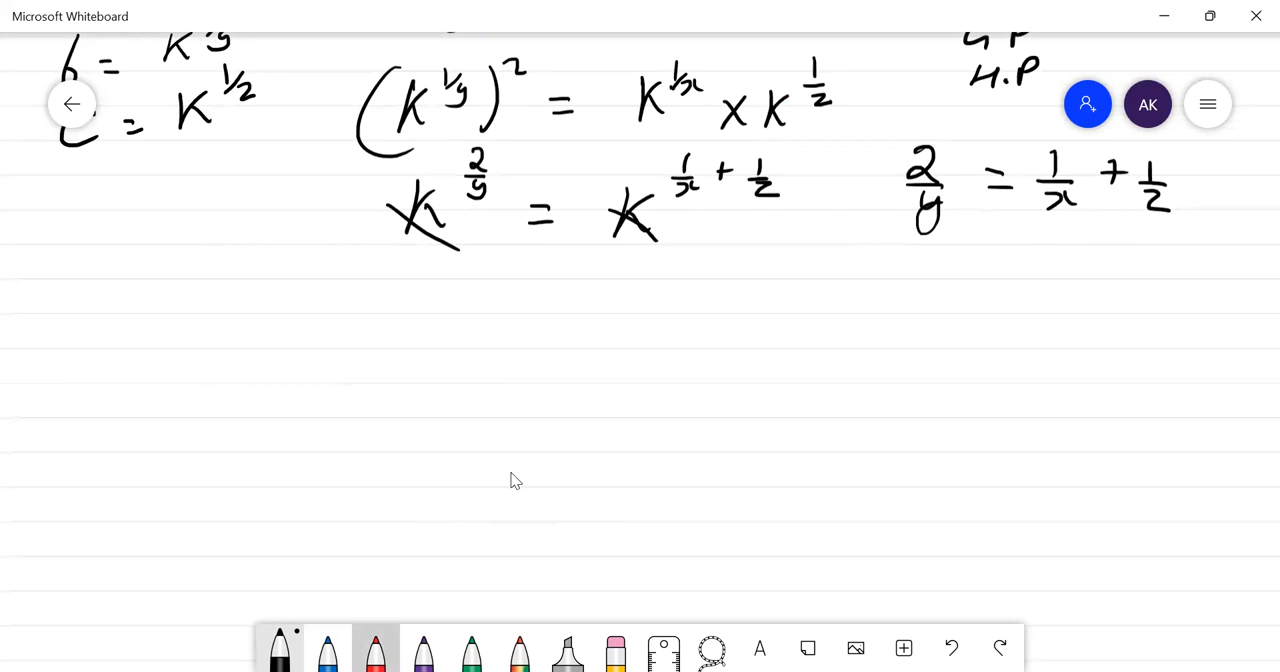 Microsoft Whiteboard
b = K^1/y
c = K^1/2
(K^1/y)^2 = K^1/x × K^1/2
H.P
AK
K^2/y = K^(1/x + 1/2)
2/y = 1/x + 1/2
A